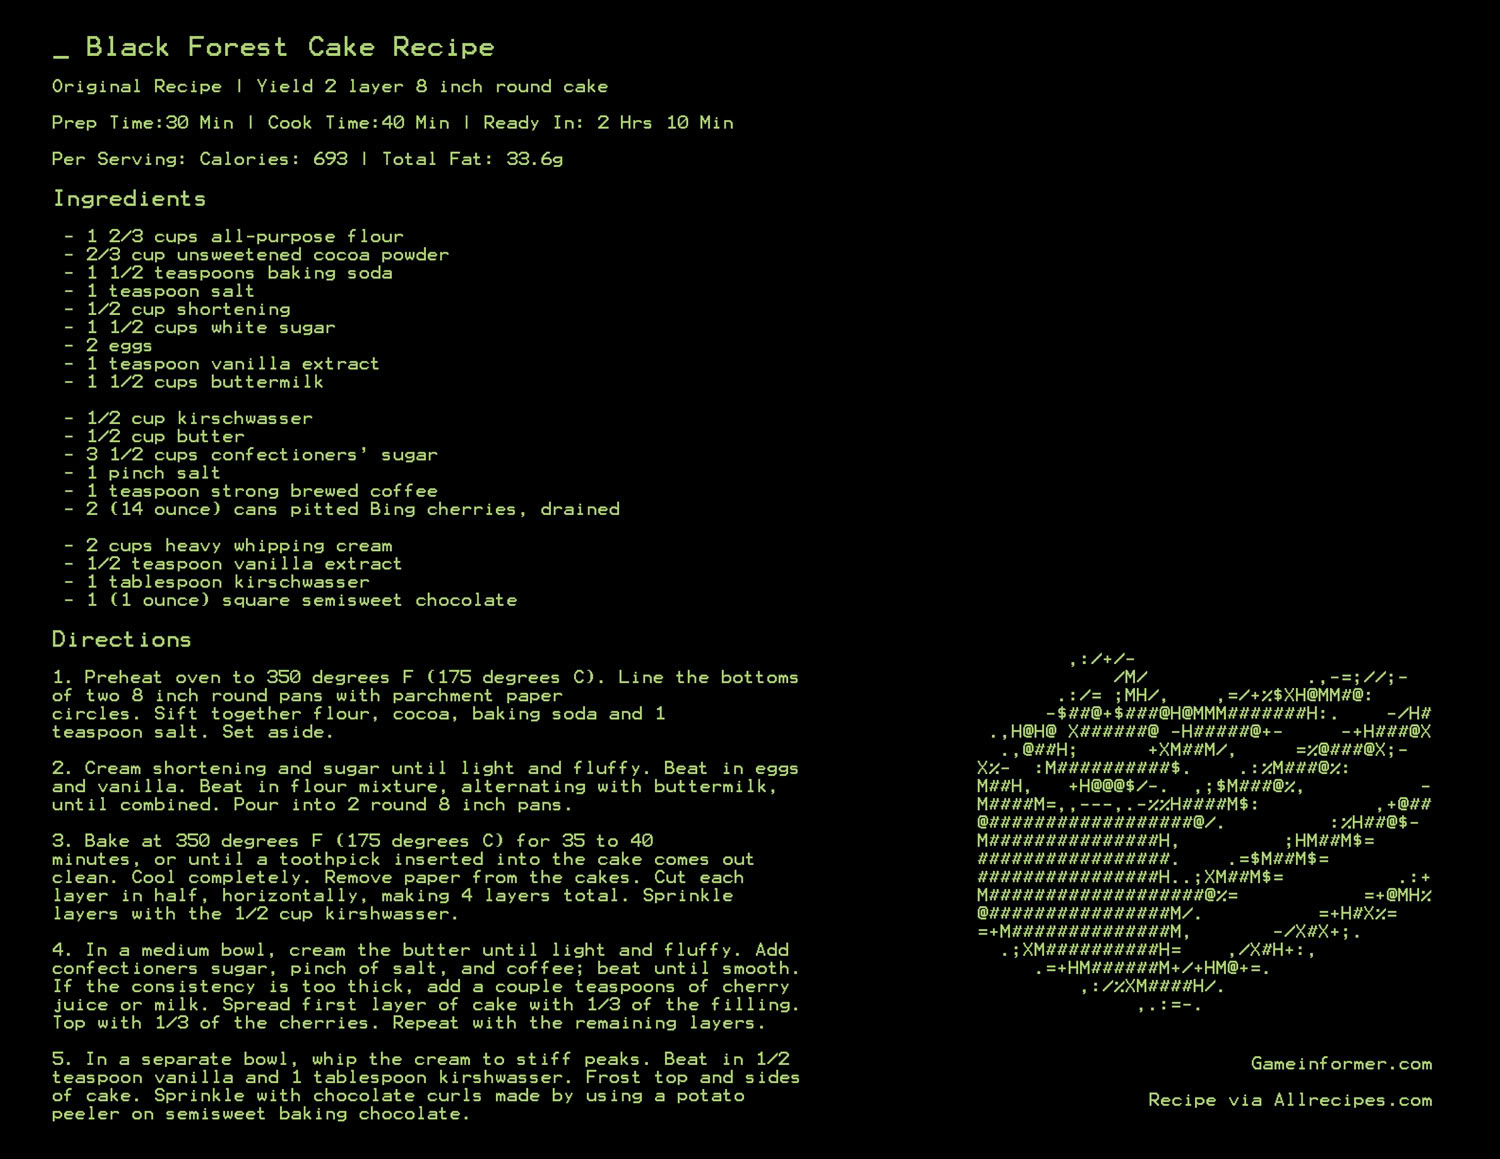 _ Black Forest Cake Recipe
Original Recipe | Yield 2 layer 8 inch round cake
Prep Time:30 Min | Cook Time:40 Min | Ready In: 2 Hrs 10 Min
Per Serving: Calories: 693 | Total Fat: 33.6g
Ingredients
- 1 2/3 cups all-purpose flour
- 2/3 cup unsweetened cocoa powder
- 1 1/2 teaspoons baking soda
- 1 teaspoon salt
- 1/2 cup shortening
- 1 1/2 cups white sugar
- 2 eggs
- 1 teaspoon vanilla extract
- 1 1/2 cups buttermilk
- 1/2 cup kirschwasser
- 1/2 cup butter
- 3 1/2 cups confectioners' sugar
- 1 pinch salt
- 1 teaspoon strong brewed coffee
- 2 (14 ounce) cans pitted Bing cherries, drained
- 2 cups heavy whipping cream
- 1/2 teaspoon vanilla extract
- 1 tablespoon kirschwasser
- 1 (1 ounce) square semisweet chocolate
Directions
1. Preheat oven to 350 degrees F (175 degrees C). Line the bottoms
of two 8 inch round pans with parchment paper
circles. Sift together flour, cocoa, baking soda and 1
teaspoon salt. Set aside.
2. Cream shortening and sugar until light and fluffy. Beat in eggs
and vanilla. Beat in flour mixture, alternating with buttermilk,
until combined. Pour into 2 round 8 inch pans.
3. Bake at 350 degrees F (175 degrees C) for 35 to 40
minutes, or until a toothpick inserted into the cake comes out
clean. Cool completely. Remove paper from the cakes. Cut each
layer in half, horizontally, making 4 layers total. Sprinkle
layers with the 1/2 cup kirshwasser.
4. In a medium bowl, cream the butter until light and fluffy. Add
confectioners sugar, pinch of salt, and coffee; beat until smooth.
If the consistency is too thick, add a couple teaspoons of cherry
juice or milk. Spread first layer of cake with 1/3 of the filling.
Top with 1/3 of the cherries. Repeat with the remaining layers.
5. In a separate bowl, whip the cream to stiff peaks. Beat in 1/2
teaspoon vanilla and 1 tablespoon kirshwasser. Frost top and sides
of cake. Sprinkle with chocolate curls made by using a potato
peeler on semisweet baking chocolate.
Gameinformer.com
Recipe via Allrecipes.com